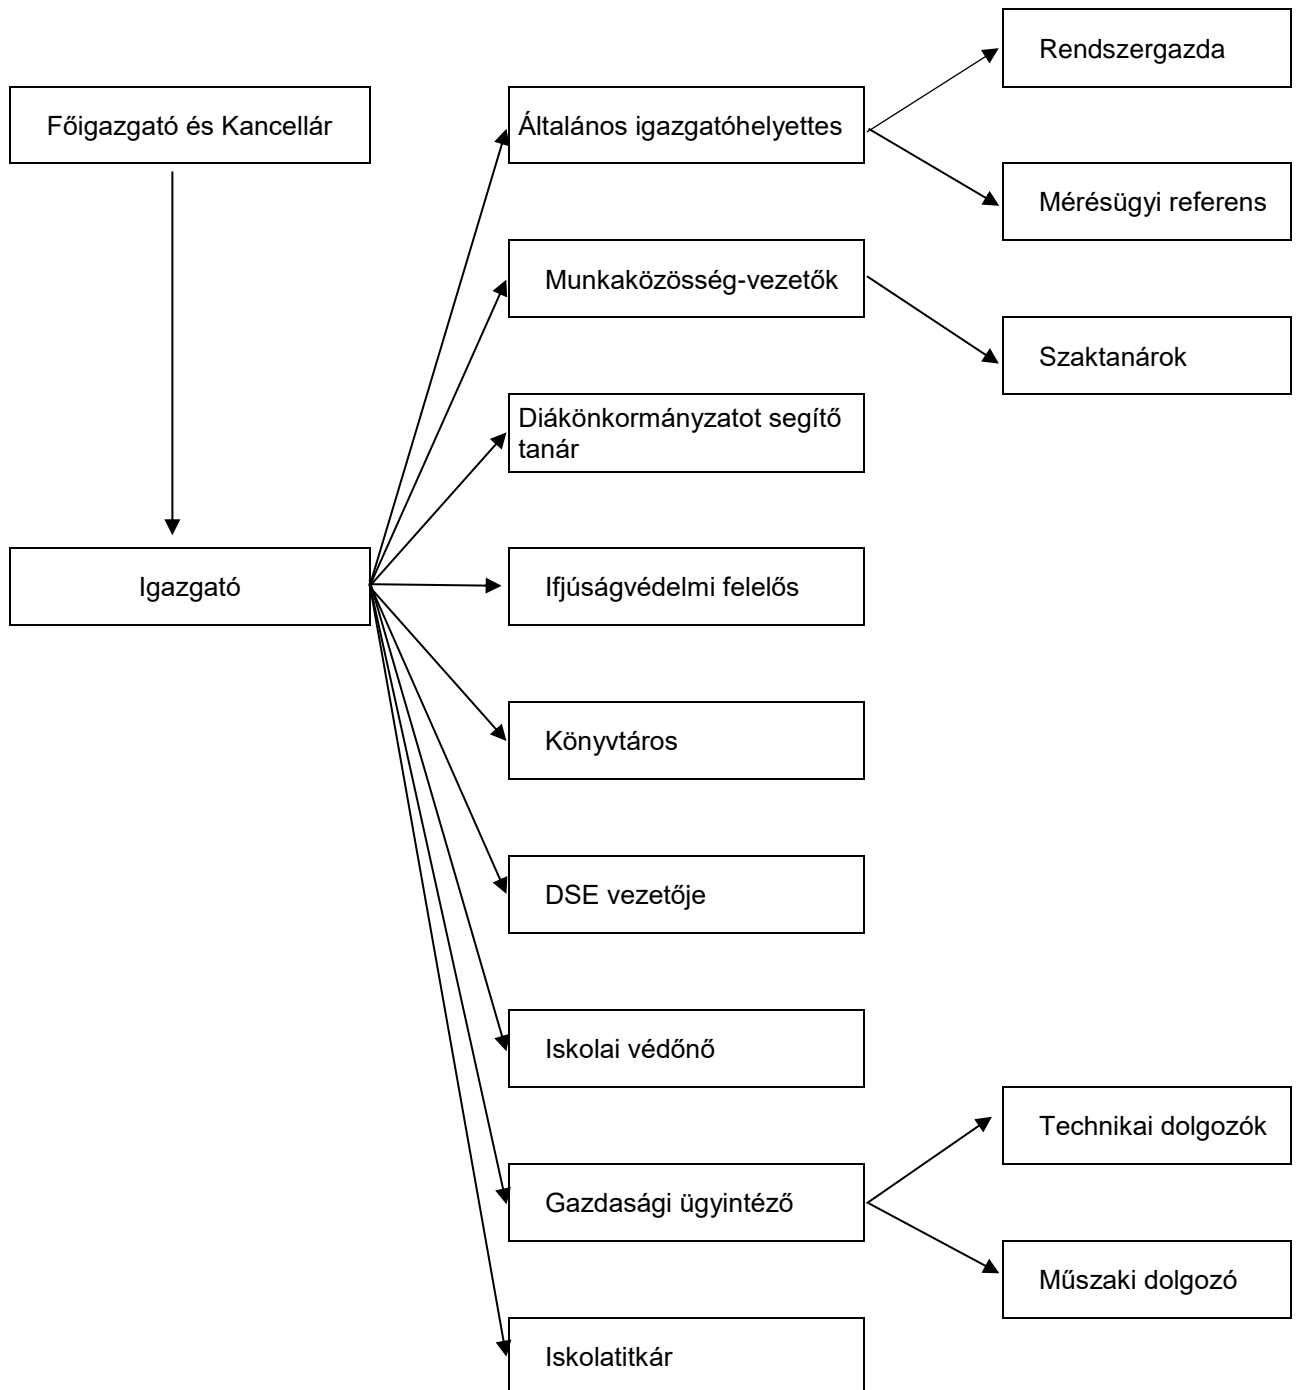 Rendszergazda
Főigazgató és Kancellár
Általános igazgatóhelyettes
Mérésügyi referens
Munkaközösség-vezetők
Szaktanárok
Diákönkormányzatot segítő
tanár
Igazgató
Ifjúságvédelmi felelős
Könyvtáros
DSE vezetője
Iskolai védőnő
Technikai dolgozók
Gazdasági ügyintéző
Műszaki dolgozó
Iskolatitkár